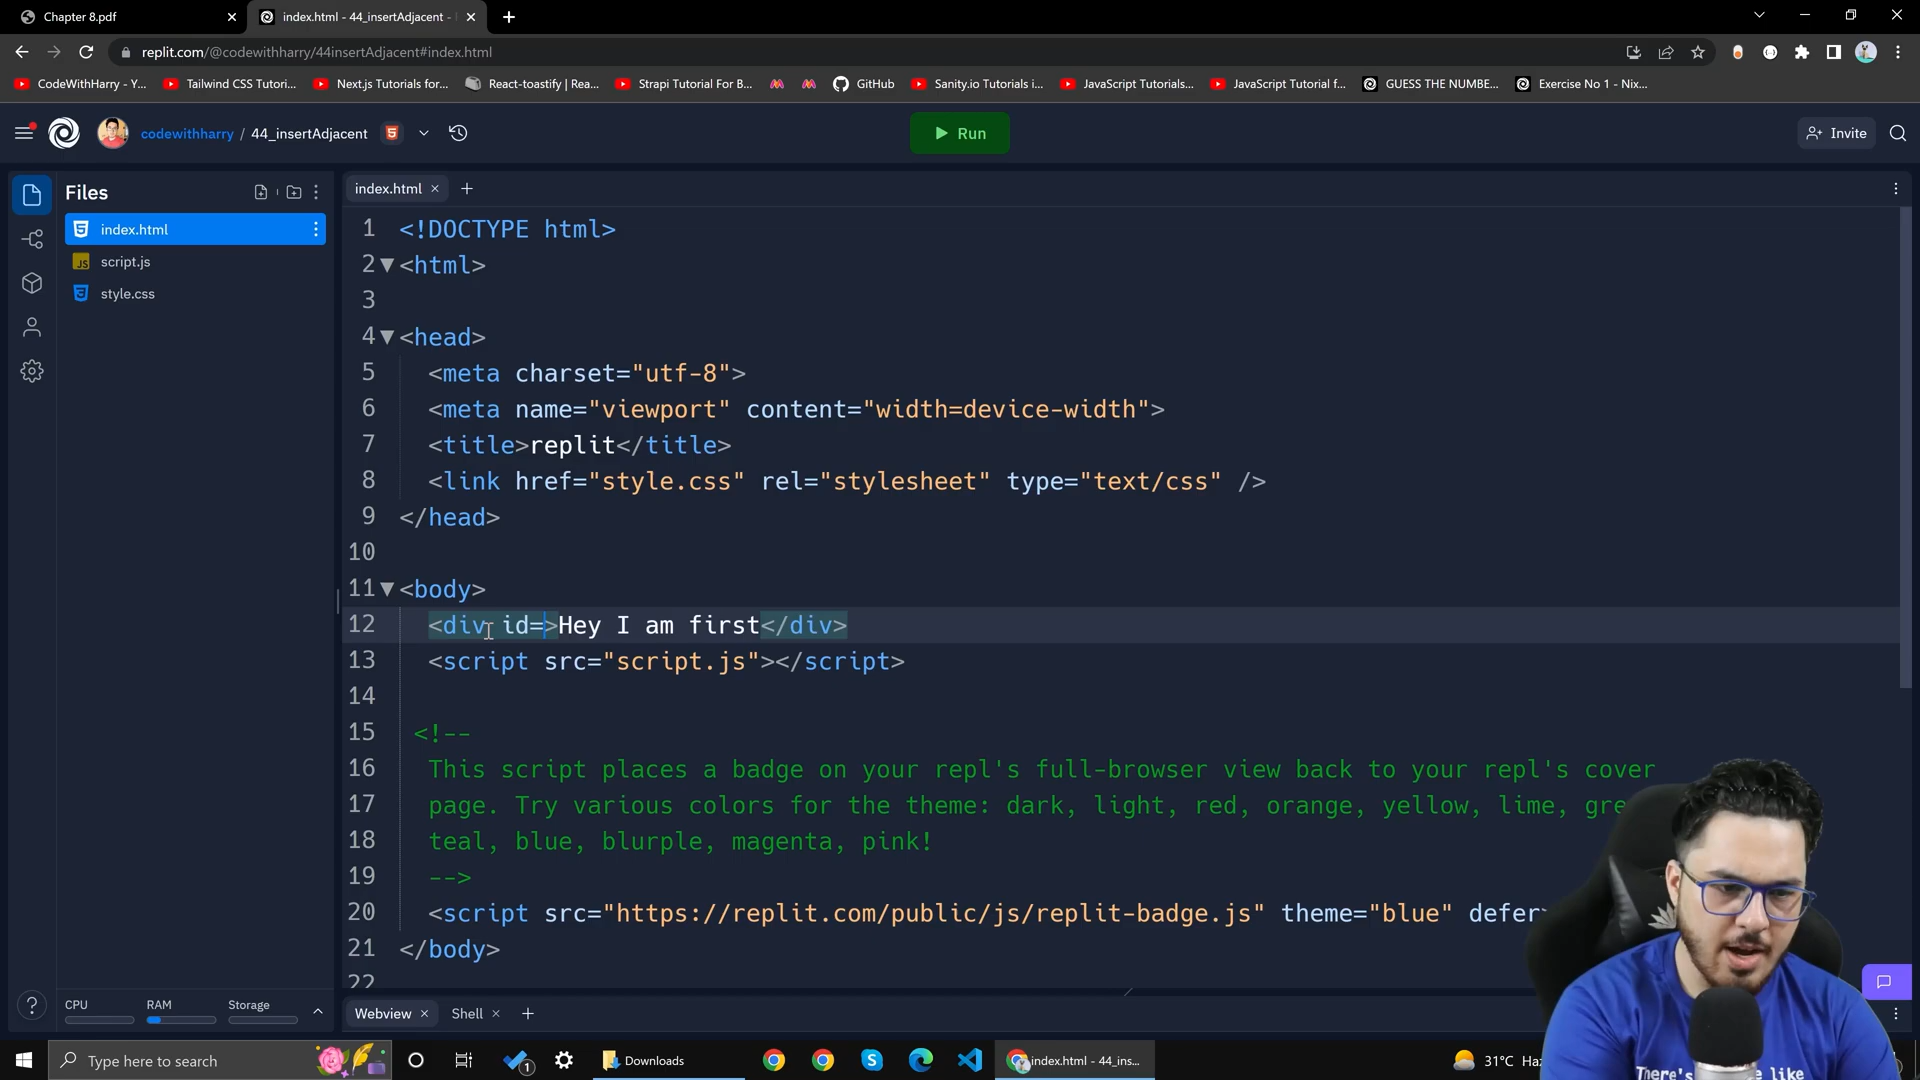 Chapter 8.pdf
index.html - 44_insertAdjacent -
replit.com/@codewithharry/44insertAdjacent#index.html
CodeWithHarry - Y...
Tailwind CSS Tutori...
Next.js Tutorials for...
React-toastify | Rea...
Strapi Tutorial For B...
GitHub
Sanity.io Tutorials i...
JavaScript Tutorials...
JavaScript Tutorial f...
GUESS THE NUMBE...
Exercise No 1 - Nix...
codewithharry / 44_insertAdjacent
Run
Invite
Files
index.html
script.js
style.css
index.html
1 <!DOCTYPE html>
2 <html>
3
4 <head>
5 <meta charset="utf-8">
6 <meta name="viewport" content="width=device-width">
7 <title>replit</title>
8 <link href="style.css" rel="stylesheet" type="text/css" />
9 </head>
10
11 <body>
12 <div id=>Hey I am first</div>
13 <script src="script.js"></script>
14
15 <!--
16 This script places a badge on your repl's full-browser view back to your repl's cover
17 page. Try various colors for the theme: dark, light, red, orange, yellow, lime, gre
18 teal, blue, blurple, magenta, pink!
19 -->
20 <script src="https://replit.com/public/js/replit-badge.js" theme="blue" defer>
21 </body>
22
CPU
RAM
Storage
Webview
Shell
Type here to search
1
Downloads
index.html - 44_ins...
31°C Haz
There's
like